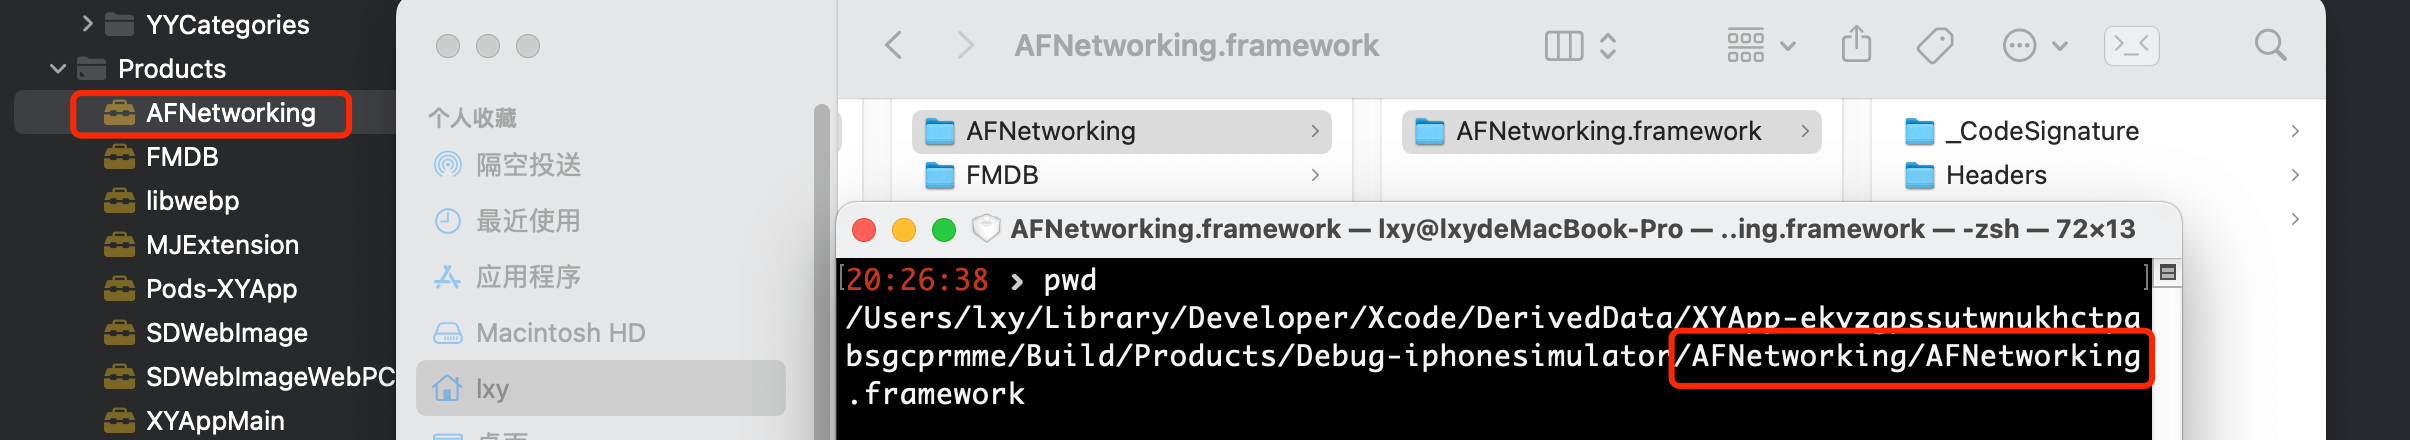 YYCategories
Products
AFNetworking
FMDB
libwebp
MJExtension
Pods-XYApp
SDWebImage
SDWebImageWebPC
XYAppMain
个人收藏
隔空投送
最近使用
应用程序
Macintosh HD
lxy
AFNetworking.framework
AFNetworking
FMDB
AFNetworking.framework
_CodeSignature
Headers
AFNetworking.framework — lxy@lxydeMacBook-Pro — ..ing.framework — -zsh — 72×13
[20:26:38 › pwd ]
/Users/lxy/Library/Developer/Xcode/DerivedData/XYApp-ekvzgpssutwnukhctpq
bsgcprmme/Build/Products/Debug-iphonesimulator/AFNetworking/AFNetworking
.framework